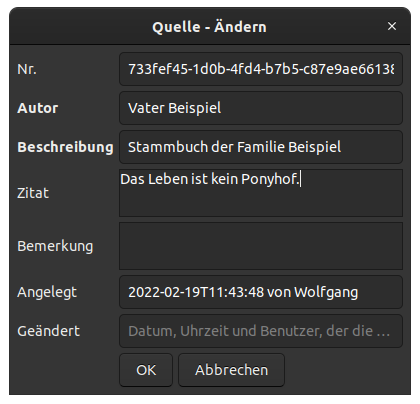 Quelle - Ändern
Nr. 733fef45-1d0b-4fd4-b7b5-c87e9ae66138
Autor Vater Beispiel
Beschreibung Stammbuch der Familie Beispiel
Zitat Das Leben ist kein Ponyhof.
Bemerkung
Angelegt 2022-02-19T11:43:48 von Wolfgang
Geändert Datum, Uhrzeit und Benutzer, der die ...
OK Abbrechen